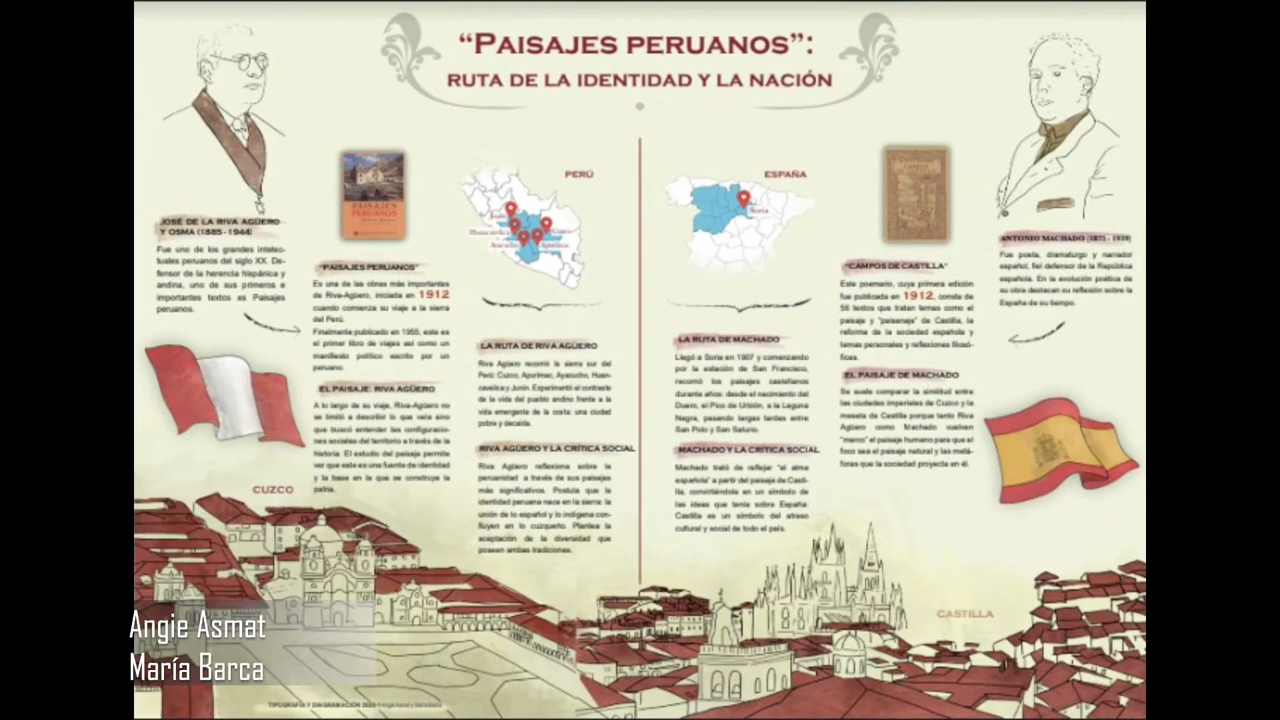 “PAISAJES PERUANOS”:
RUTA DE LA IDENTIDAD Y LA NACIÓN
JOSÉ DE LA RIVA AGÜERO
Y OSMA (1885 - 1944)
Fue uno de los grandes intelec-
tuales peruanos del siglo XX. De-
fensor de la herencia hispánica y
andina, uno de sus primeros e
importantes textos es Paisajes
peruanos.
PAISAJES
PERUANOS
"PAISAJES PERUANOS"
Es una de las obras más importantes
de Riva-Agüero, iniciada en 1912
cuando comienza su viaje a la sierra
del Perú.
Finalmente publicado en 1955, este es
el primer libro de viajes así como un
manifiesto político escrito por un
peruano.
EL PAISAJE: RIVA AGÜERO
A lo largo de su viaje, Riva-Agüero no
se limitó a describir lo que veía sino
que buscó entender las configuracio-
nes sociales del territorio a través de la
historia. El estudio del paisaje permite
ver que este es una fuente de identidad
y la base en la que se construye la
patria.
PERÚ
Junín
Huancavelica
Cuzco
Ayacucho
Apurímac
LA RUTA DE RIVA AGÜERO
Riva Agüero recorrió la sierra sur del
Perú: Cuzco, Apurímac, Ayacucho, Huan-
cavelica y Junín. Experimentó el contraste
de la vida del pueblo andino frente a la
vida emergente de la costa: una ciudad
pobre y decaída.
RIVA AGÜERO Y LA CRÍTICA SOCIAL
Riva Agüero reflexiona sobre la
peruanidad a través de sus paisajes
más significativos. Postula que la
identidad peruana nace en la sierra: la
unión de lo español y lo indígena con-
fluyen en lo cuzqueño. Plantea la
aceptación de la diversidad que
poseen ambas tradiciones.
ESPAÑA
Soria
LA RUTA DE MACHADO
Llegó a Soria en 1907 y comenzando
por la estación de San Francisco,
recorrió los paisajes castellanos
durante años: desde el nacimiento del
Duero, el Pico de Urbión, a la Laguna
Negra, pasando largas tardes entre
San Polo y San Saturio.
MACHADO Y LA CRÍTICA SOCIAL
Machado trató de reflejar "el alma
española" a partir del paisaje de Casti-
lla, convirtiéndola en un símbolo de
las ideas que tenía sobre España:
Castilla es un símbolo del atraso
cultural y social de todo el país.
"CAMPOS DE CASTILLA"
Este poemario, cuya primera edición
fue publicada en 1912, consta de
56 textos que tratan temas como el
paisaje y "paisanaje" de Castilla, la
reforma de la sociedad española y
temas personales y reflexiones filosó-
ficas.
EL PAISAJE DE MACHADO
Se suele comparar la similitud entre
las ciudades imperiales de Cuzco y la
meseta de Castilla porque tanto Riva
Agüero como Machado vuelven
"marco" el paisaje humano para que el
foco sea el paisaje natural y las metá-
foras que la sociedad proyecta en él.
ANTONIO MACHADO (1875 - 1939)
Fue poeta, dramaturgo y narrador
español, fiel defensor de la República
española. En la evolución poética de
su obra destacan su reflexión sobre la
España de su tiempo.
CUZCO
CASTILLA
Angie Asmat
María Barca
TIPOGRAFÍA Y DIAGRAMACIÓN 2020 © Angie Asmat y María Barca